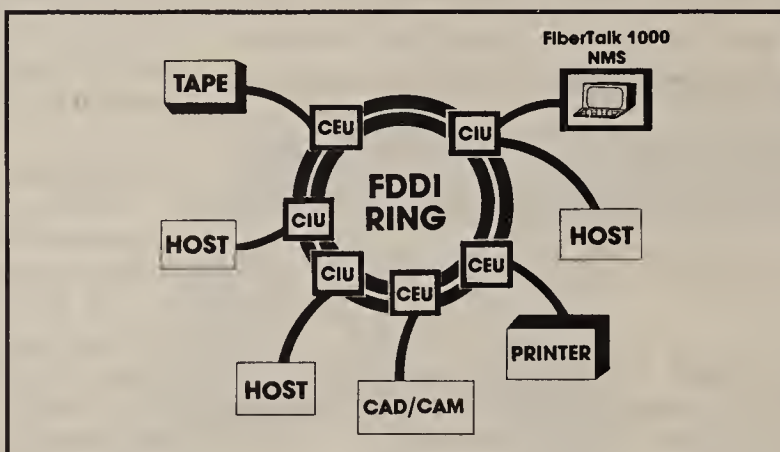 FiberTalk 1000
NMS
TAPE
CEU
CIU
FDDI
RING
CIU
HOST
HOST
CIU
CEU
CEU
PRINTER
HOST
CAD/CAM